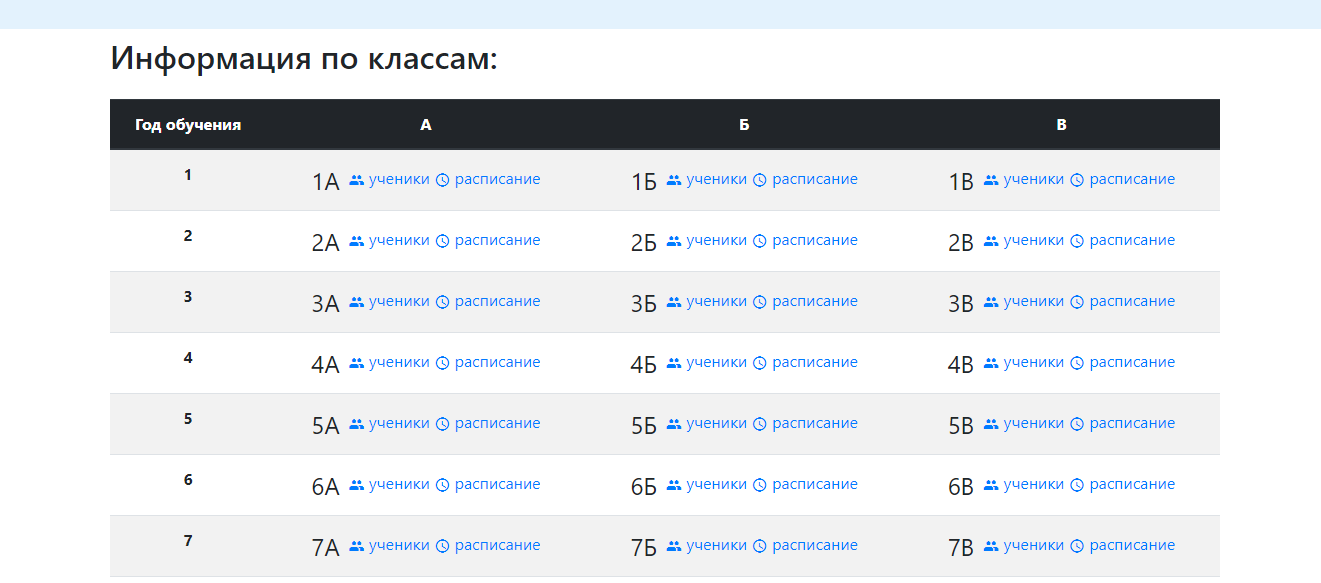 Информация по классам:
Год обучения А Б В
1 1А ученики расписание 1Б ученики расписание 1В ученики расписание
2 2А ученики расписание 2Б ученики расписание 2В ученики расписание
3 3А ученики расписание 3Б ученики расписание 3В ученики расписание
4 4А ученики расписание 4Б ученики расписание 4В ученики расписание
5 5А ученики расписание 5Б ученики расписание 5В ученики расписание
6 6А ученики расписание 6Б ученики расписание 6В ученики расписание
7 7А ученики расписание 7Б ученики расписание 7В ученики расписание